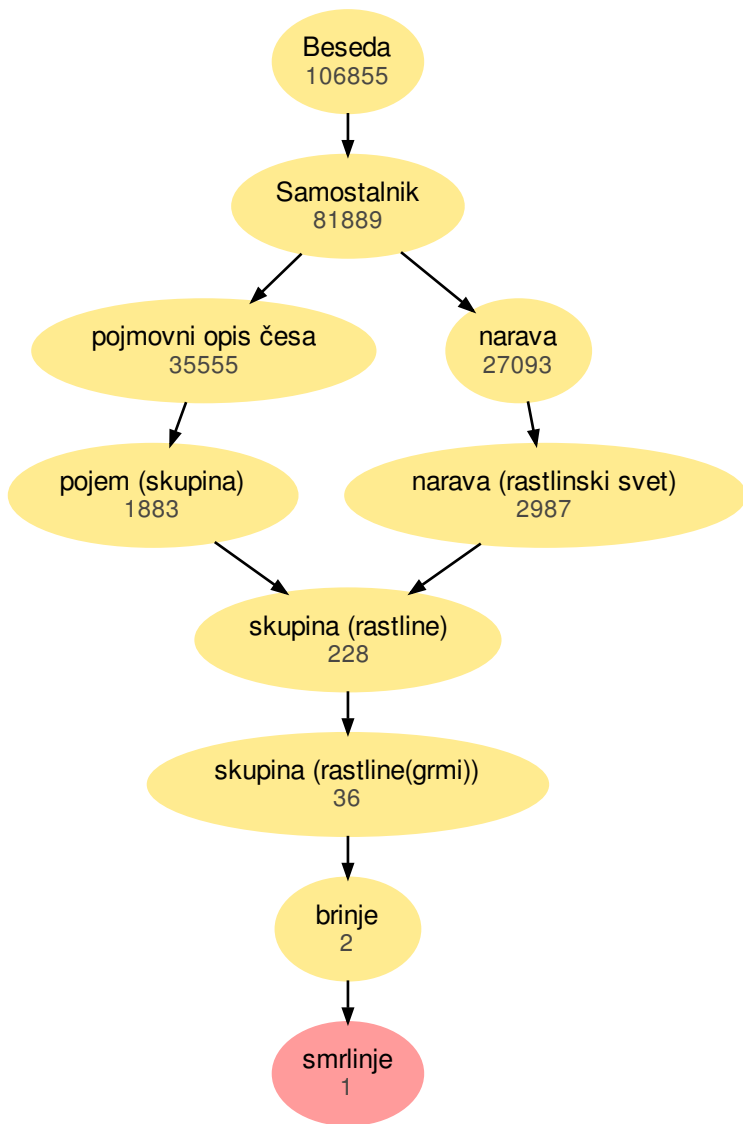 Beseda
106855
Samostalnik
81889
pojmovni opis česa
35555
narava
27093
pojem (skupina)
1883
narava (rastlinski svet)
2987
skupina (rastline)
228
skupina (rastline(grmi))
36
brinje
2
smrlinje
1